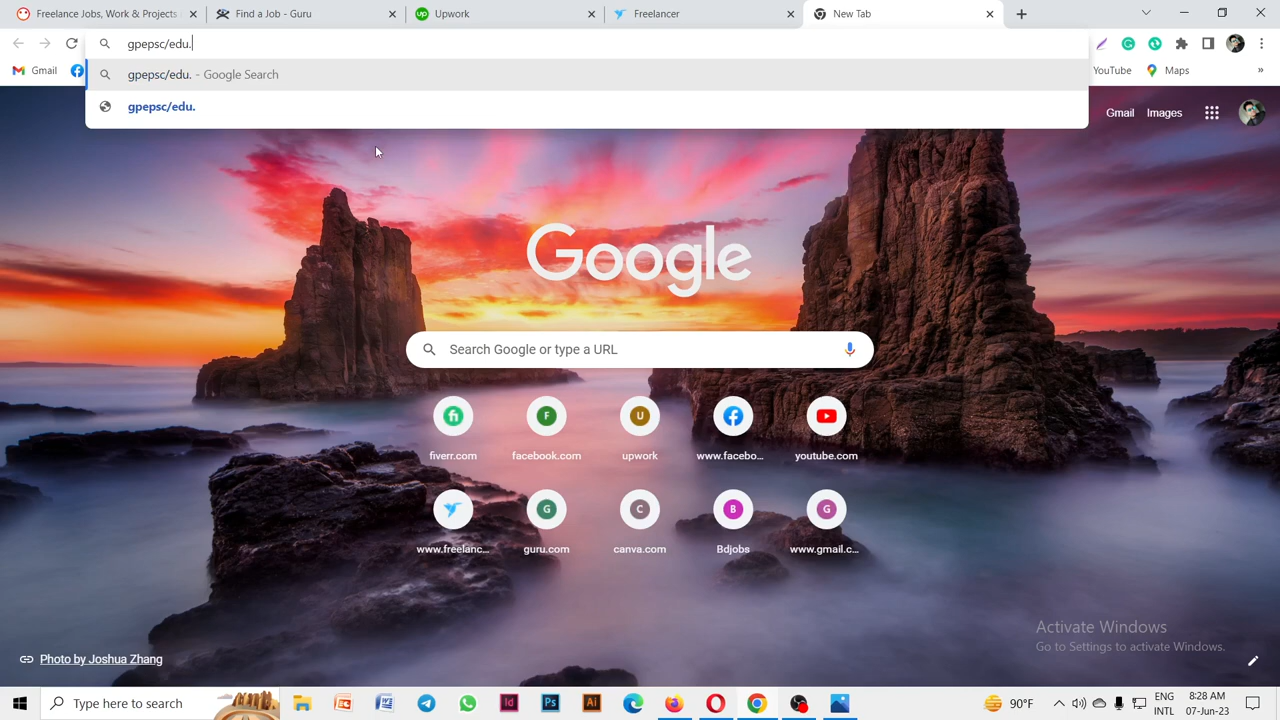 Freelance Jobs, Work & Projects
Find a Job - Guru
Upwork
Freelancer
New Tab
gpepsc/edu.
Gmail
YouTube
Maps
»
gpepsc/edu. - Google Search
gpepsc/edu.
Gmail
Images
Google
Search Google or type a URL
fiverr.com
facebook.com
upwork
www.facebo...
youtube.com
www.freelanc...
guru.com
canva.com
Bdjobs
www.gmail.c...
Activate Windows
Go to Settings to activate Windows.
Photo by Joshua Zhang
Type here to search
90°F
ENG
INTL
8:28 AM
07-Jun-23